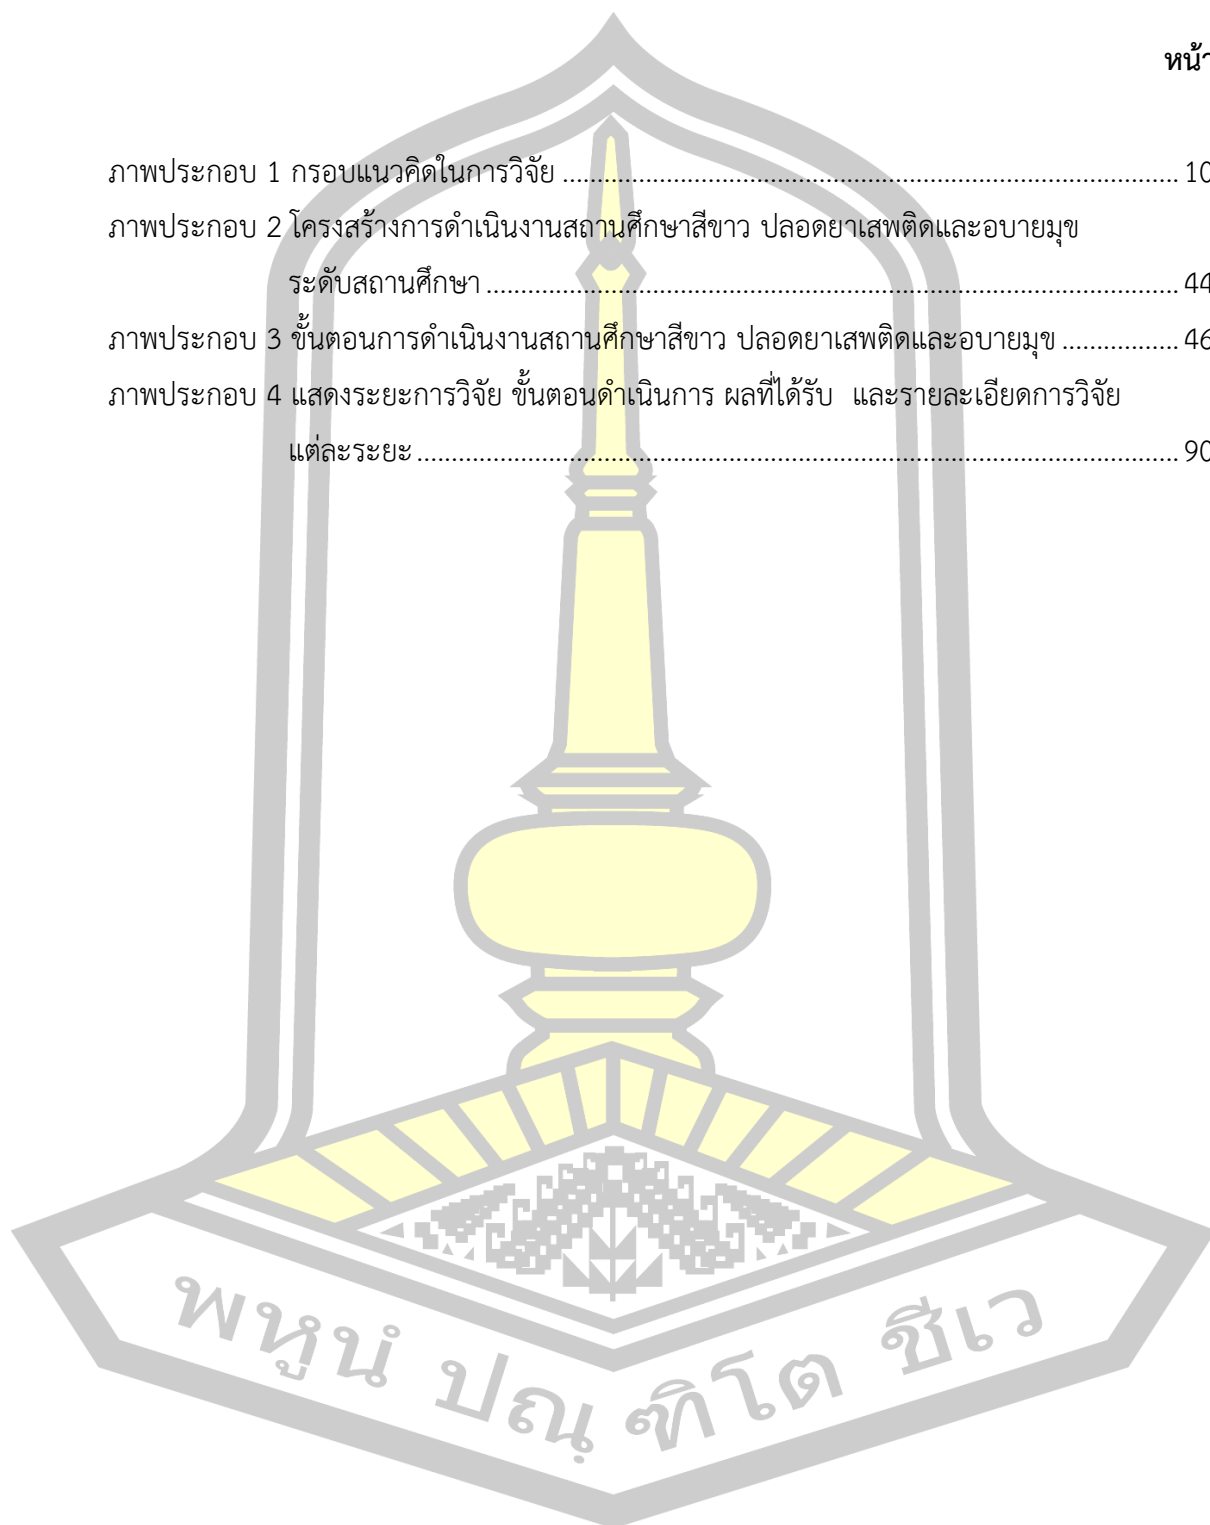 หน้า
ภาพประกอบ 1 กรอบแนวคิดในการวิจัย .......................................................................................... 10
ภาพประกอบ 2 โครงสร้างการดำเนินงานสถานศึกษาสีขาว ปลอดยาเสพติดและอบายมุข
ระดับสถานศึกษา ..................................................................................................... 44
ภาพประกอบ 3 ขั้นตอนการดำเนินงานสถานศึกษาสีขาว ปลอดยาเสพติดและอบายมุข ................. 46
ภาพประกอบ 4 แสดงระยะการวิจัย ขั้นตอนดำเนินการ ผลที่ได้รับ และรายละเอียดการวิจัย
แต่ละระยะ ............................................................................................................... 90
พหูนํ ปณฺฑิโต ชีเว